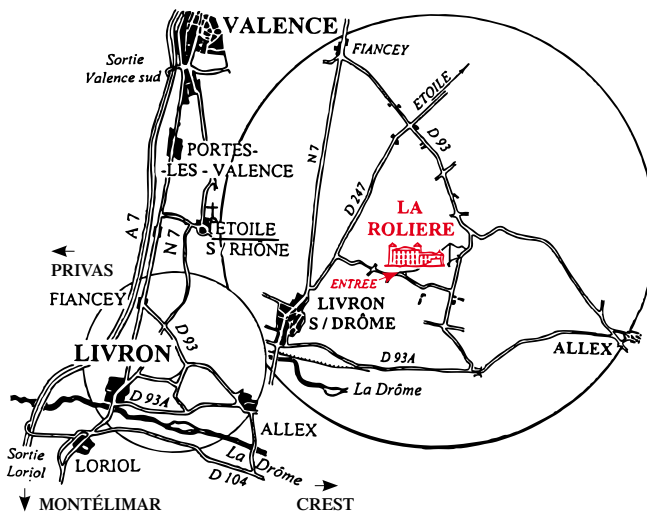 VALENCE
Sortie
Valence sud
FIANCEY
ETOILE
D 93
PORTES-
-LES - VALENCE
N 7
D 247
A 7
N 7
LA
ROLIERE
ETOILE
S / RHÔNE
PRIVAS
FIANCEY
ENTREE
LIVRON
S / DRÔME
D 93
LIVRON
D 93A
ALLEX
D 93A
La Drôme
ALLEX
Sortie
Loriol
LORIOL
La Drôme
D 104
MONTÉLIMAR
CREST